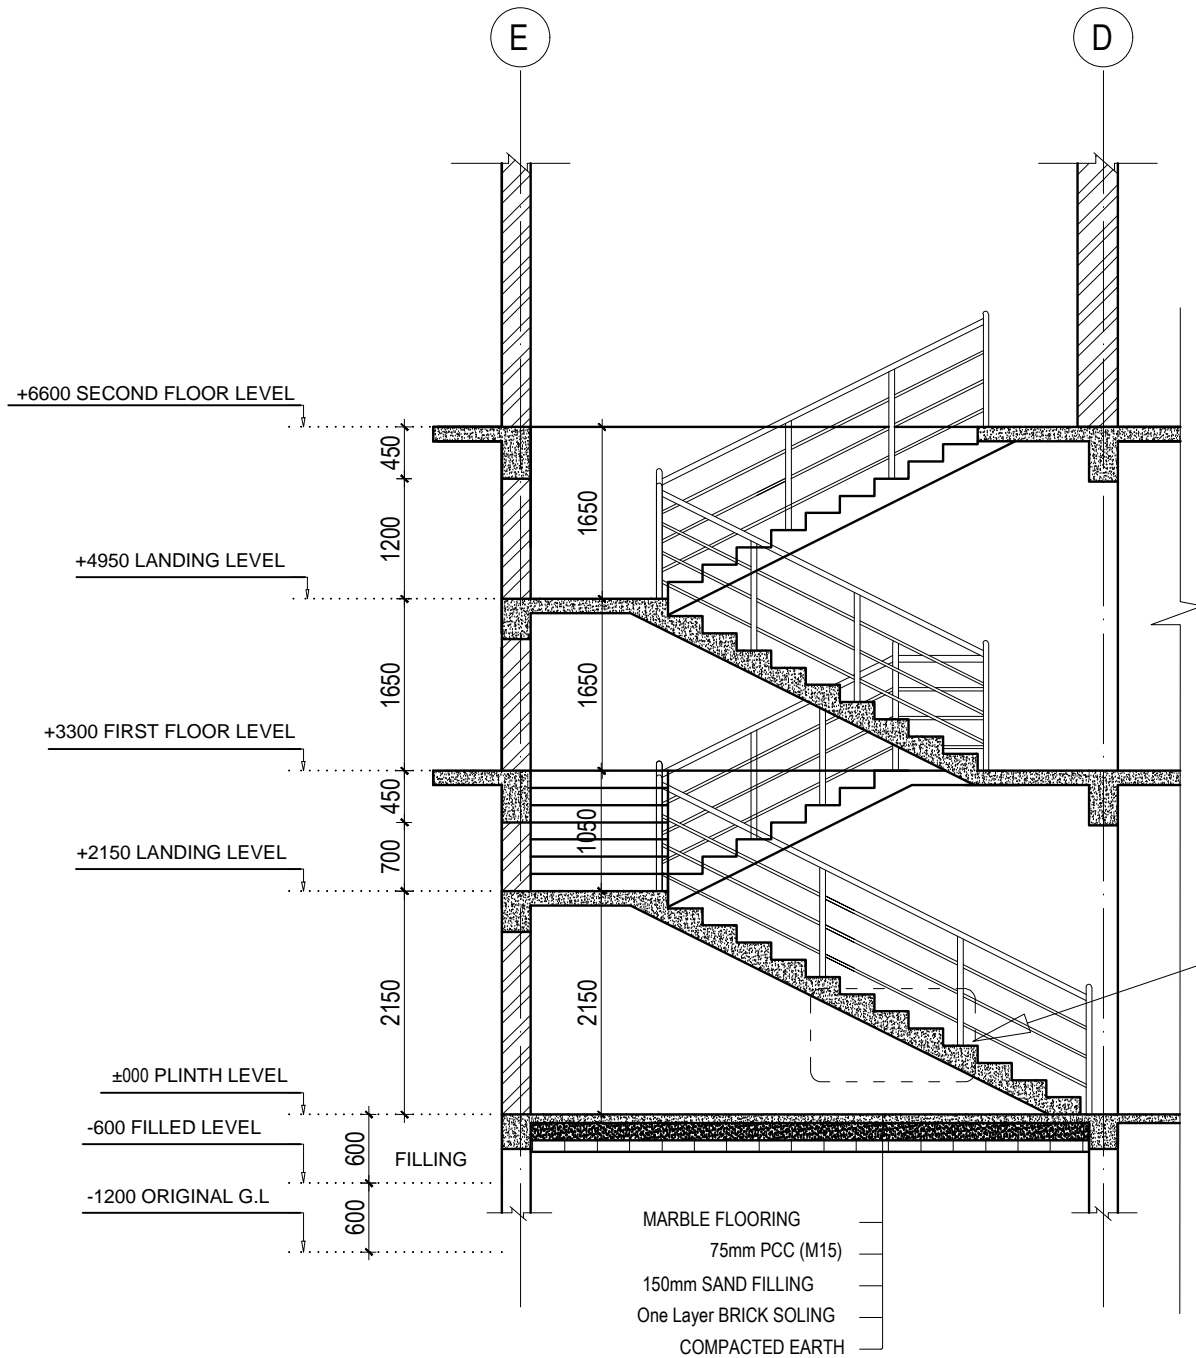 E
D
+6600 SECOND FLOOR LEVEL
450
1200
1650
+4950 LANDING LEVEL
1650
1650
+3300 FIRST FLOOR LEVEL
450
1050
700
+2150 LANDING LEVEL
2150
2150
±000 PLINTH LEVEL
-600 FILLED LEVEL
600
FILLING
-1200 ORIGINAL G.L
600
MARBLE FLOORING
75mm PCC (M15)
150mm SAND FILLING
One Layer BRICK SOLING
COMPACTED EARTH